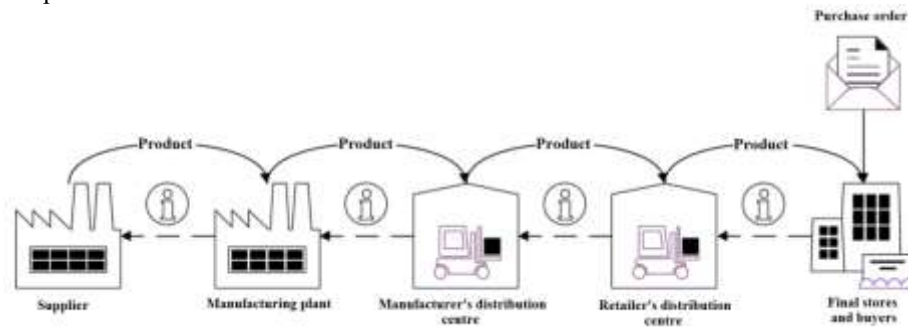 Purchase order
Product
Product
Product
Product
Supplier
Manufacturing plant
Manufacturer's distribution
centre
Retailer's distribution
centre
Final stores
and buyers